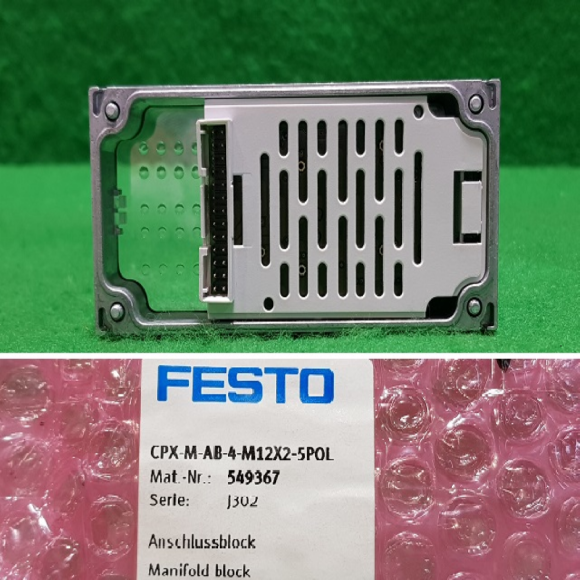 FESTO
CPX-M-AB-4-M12X2-5POL
Mat.-Nr.: 549367
Serie: J302
Anschlussblock
Manifold block